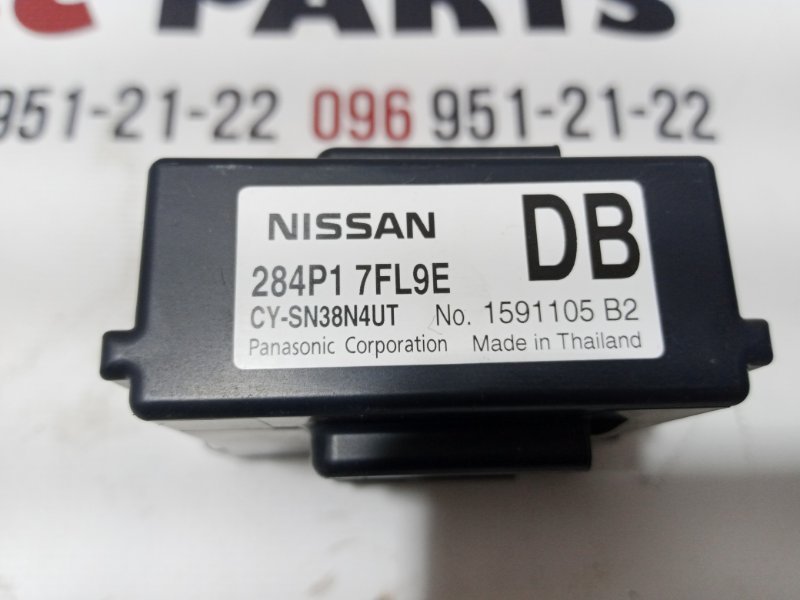 PARTS
951-21-22 096 951-21-22
NISSAN DB
284P1 7FL9E
CY-SN38N4UT No. 1591105 B2
Panasonic Corporation Made in Thailand